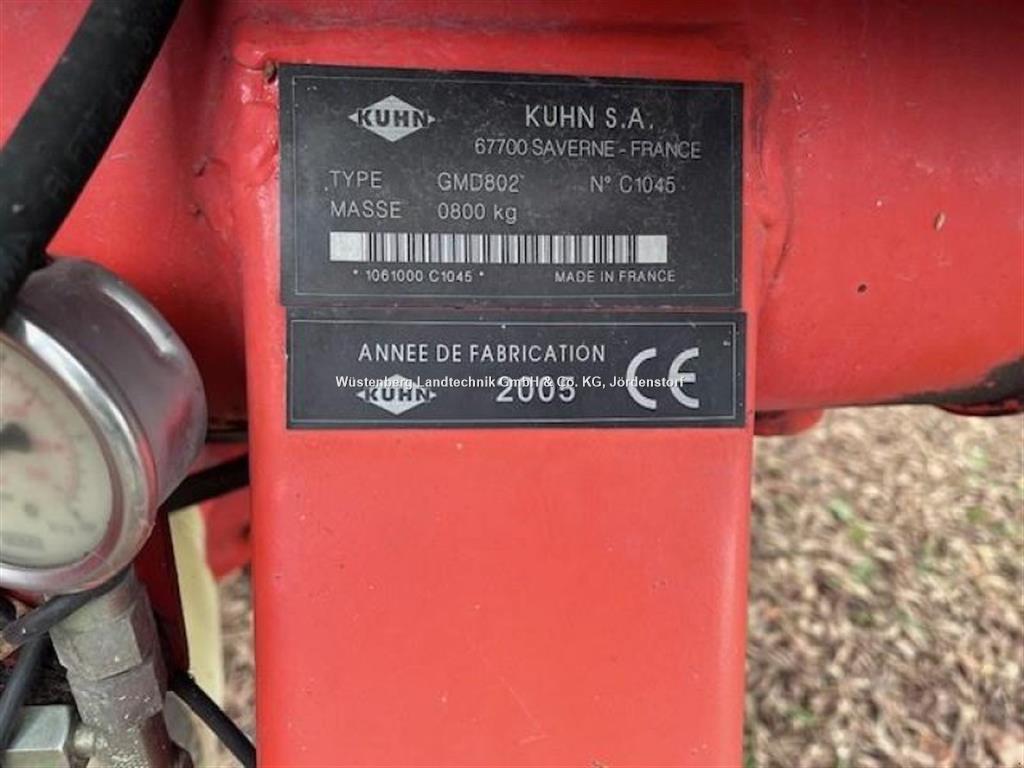 KUHN
KUHN S.A.
67700 SAVERNE - FRANCE
TYPE GMD802 N° C1045
MASSE 0800 kg
* 1061000 C1045 * MADE IN FRANCE
ANNEE DE FABRICATION
Wüstenberg Landtechnik GmbH & Co. KG, Jördenstorf
KUHN 2005 CE